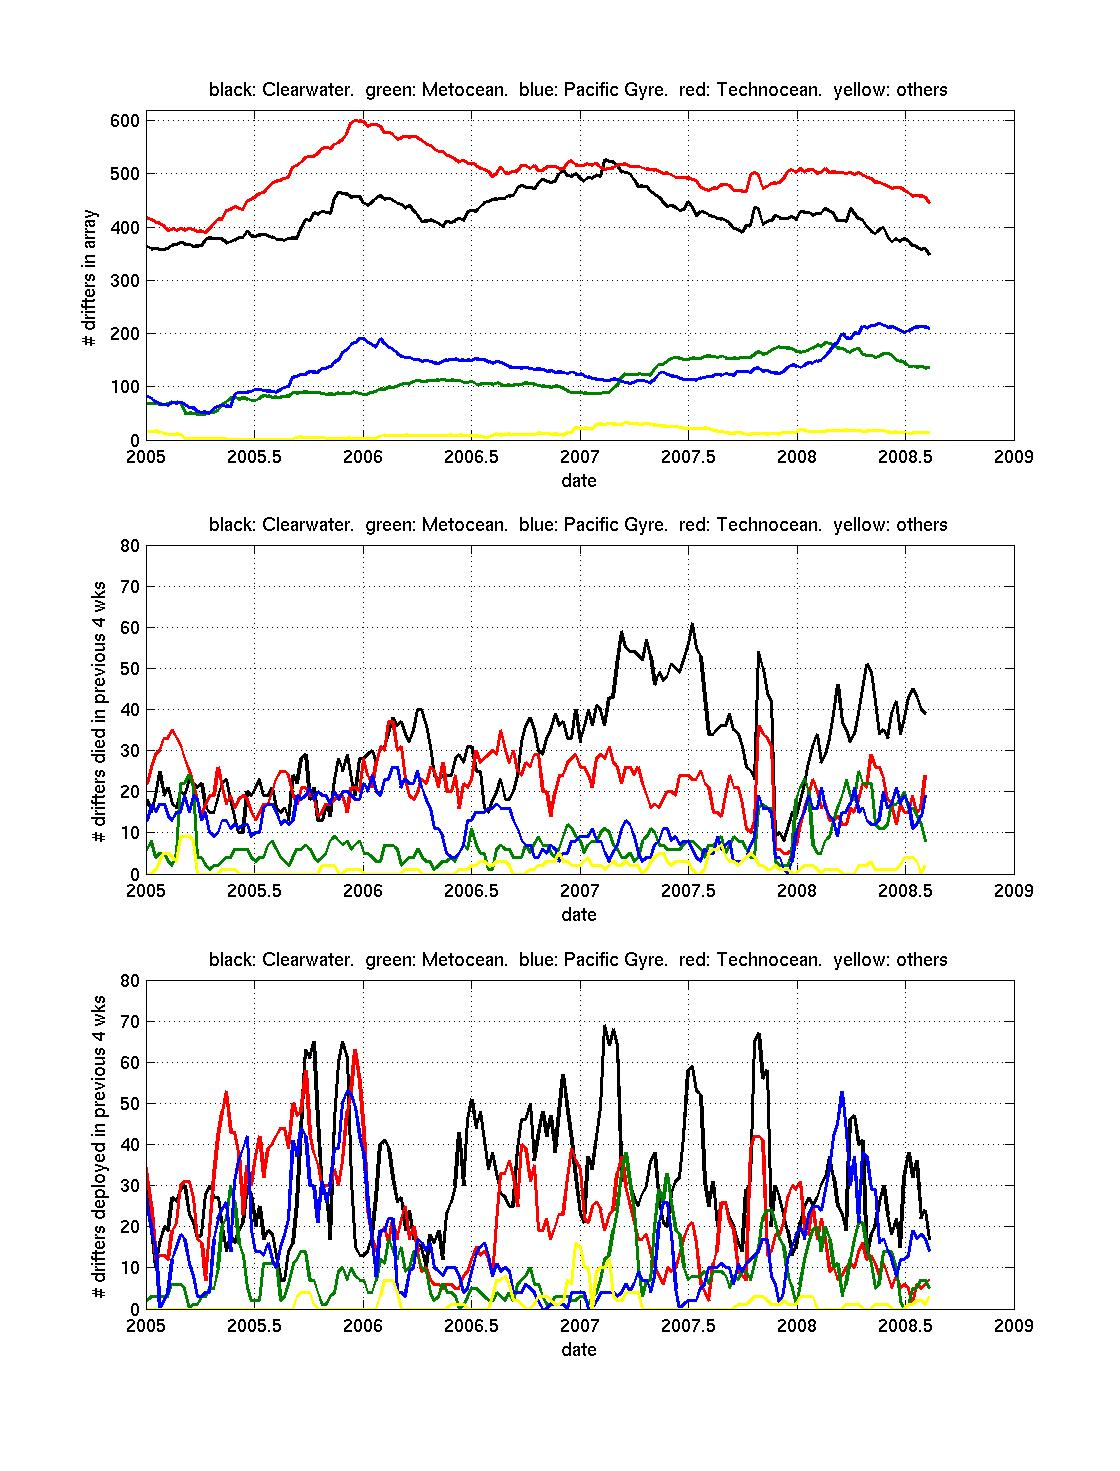 black: Clearwater.  green: Metocean.  blue: Pacific Gyre.  red: Technocean.  yellow: others
600
500
400
300
200
100
0
# drifters in array
2005 2005.5 2006 2006.5 2007 2007.5 2008 2008.5 2009
date
black: Clearwater.  green: Metocean.  blue: Pacific Gyre.  red: Technocean.  yellow: others
80
70
60
50
40
30
20
10
0
# drifters died in previous 4 wks
2005 2005.5 2006 2006.5 2007 2007.5 2008 2008.5 2009
date
black: Clearwater.  green: Metocean.  blue: Pacific Gyre.  red: Technocean.  yellow: others
80
70
60
50
40
30
20
10
0
# drifters deployed in previous 4 wks
2005 2005.5 2006 2006.5 2007 2007.5 2008 2008.5 2009
date